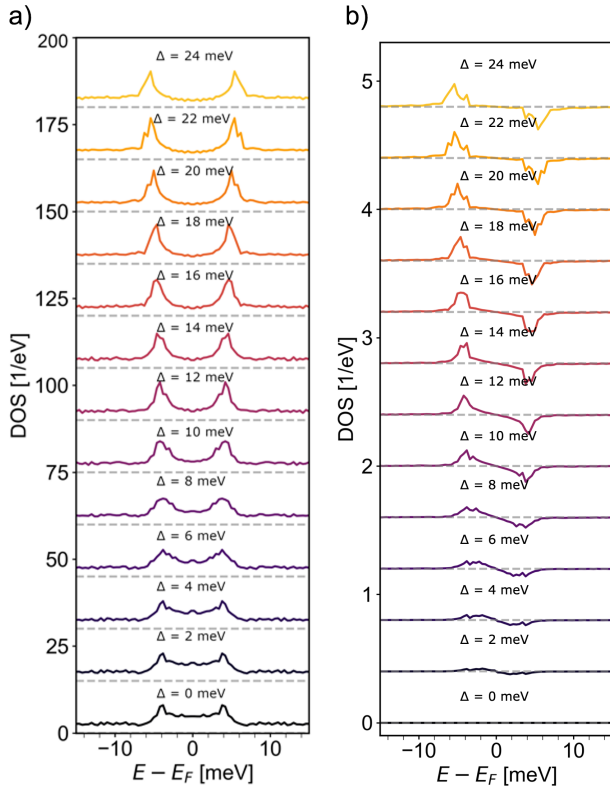 a)
200
175
150
125
100
75
50
25
0
DOS [1/eV]
Δ = 24 meV
Δ = 22 meV
Δ = 20 meV
Δ = 18 meV
Δ = 16 meV
Δ = 14 meV
Δ = 12 meV
Δ = 10 meV
Δ = 8 meV
Δ = 6 meV
Δ = 4 meV
Δ = 2 meV
Δ = 0 meV
−10 0 10
E − E_F [meV]
b)
5
4
3
2
1
0
DOS [1/eV]
Δ = 24 meV
Δ = 22 meV
Δ = 20 meV
Δ = 18 meV
Δ = 16 meV
Δ = 14 meV
Δ = 12 meV
Δ = 10 meV
Δ = 8 meV
Δ = 6 meV
Δ = 4 meV
Δ = 2 meV
Δ = 0 meV
−10 0 10
E − E_F [meV]